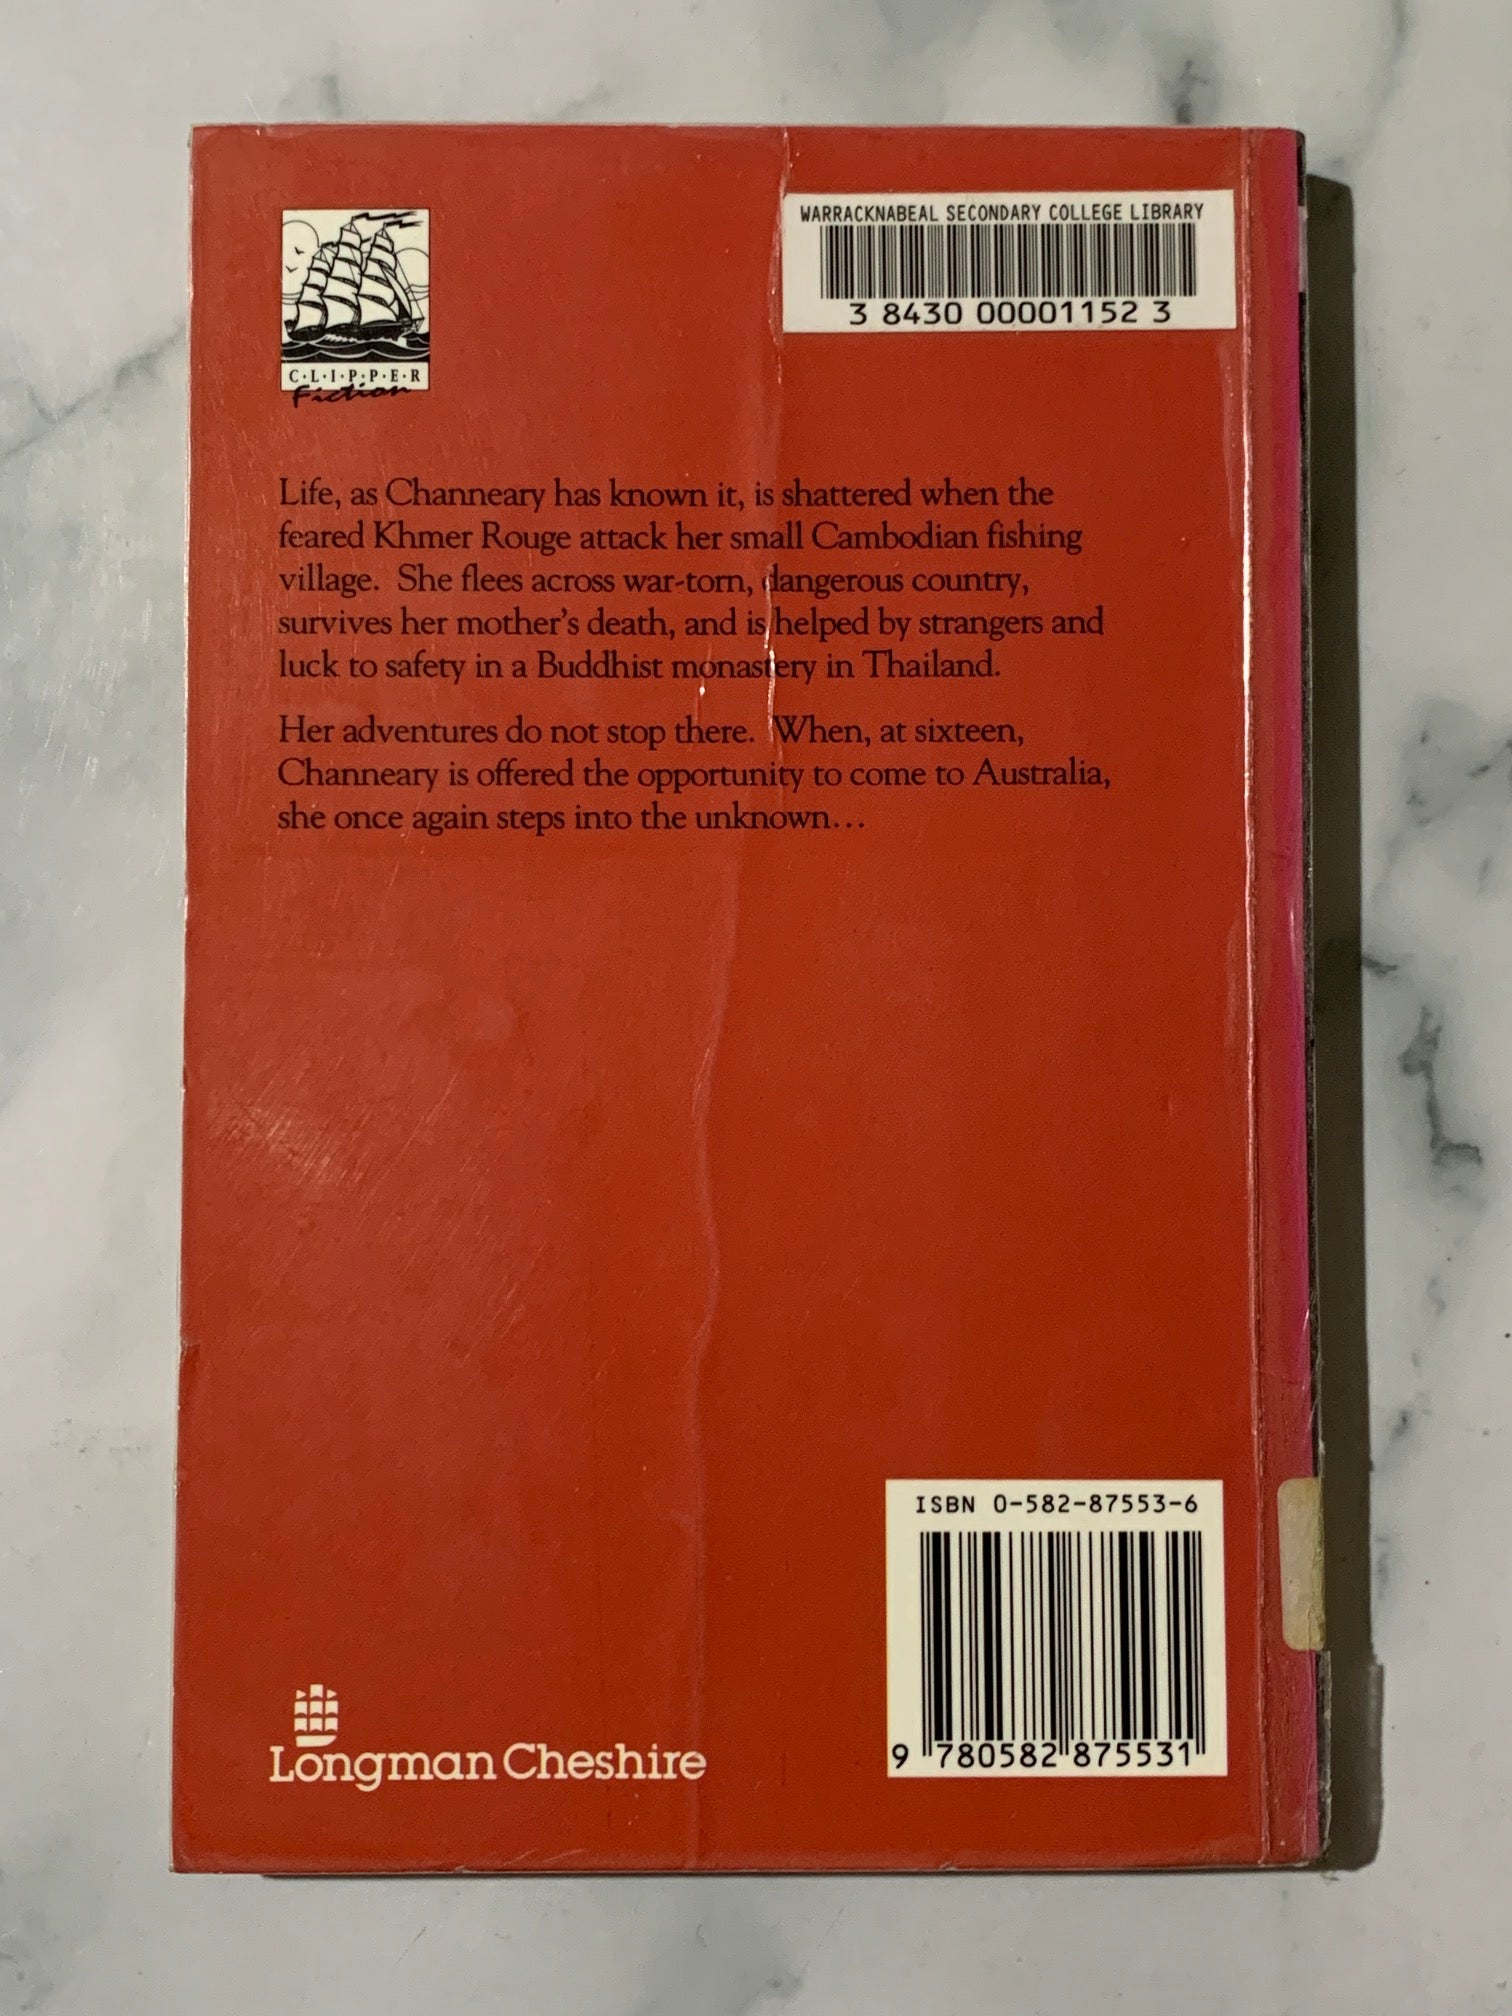 WARRACKNABEAL SECONDARY COLLEGE LIBRARY
3 8430 00001152 3
C·L·I·P·P·E·R
Fiction
Life, as Channeary has known it, is shattered when the
feared Khmer Rouge attack her small Cambodian fishing
village. She flees across war-torn, dangerous country,
survives her mother's death, and is helped by strangers and
luck to safety in a Buddhist monastery in Thailand.
Her adventures do not stop there. When, at sixteen,
Channeary is offered the opportunity to come to Australia,
she once again steps into the unknown...
ISBN 0-582-87553-6
9 780582 875531
Longman Cheshire